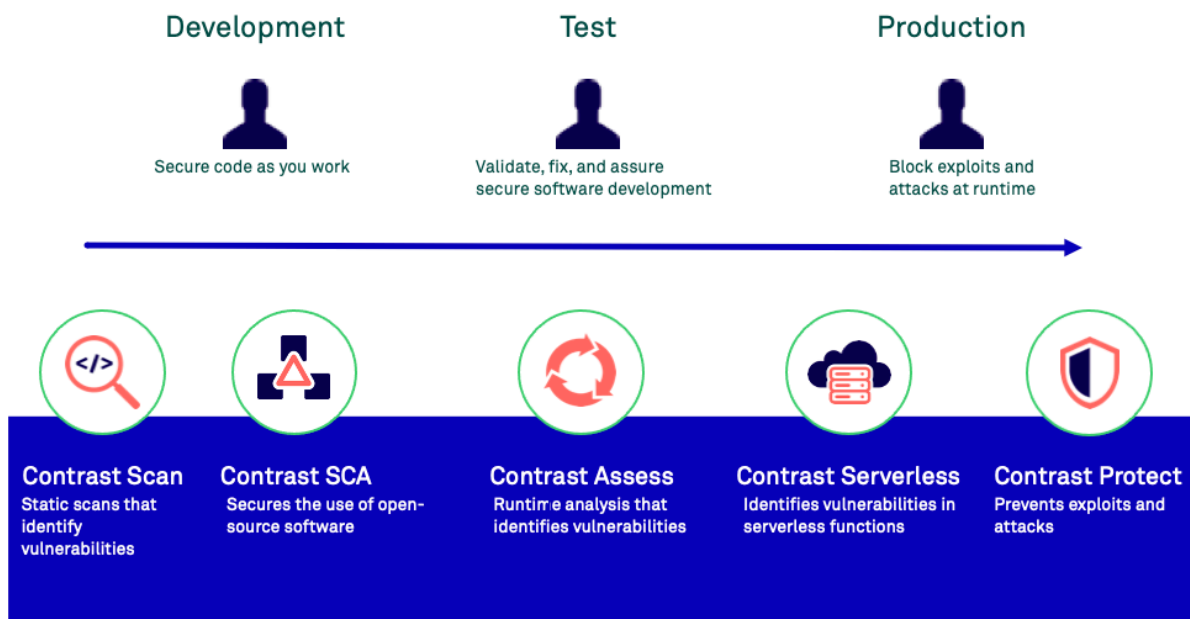 Development
Test
Production
Secure code as you work
Validate, fix, and assure
secure software development
Block exploits and
attacks at runtime
</>
Contrast Scan
Static scans that
identify
vulnerabilities
Contrast SCA
Secures the use of open-
source software
Contrast Assess
Runtime analysis that
identifies vulnerabilities
Contrast Serverless
Identifies vulnerabilities in
serverless functions
Contrast Protect
Prevents exploits and
attacks